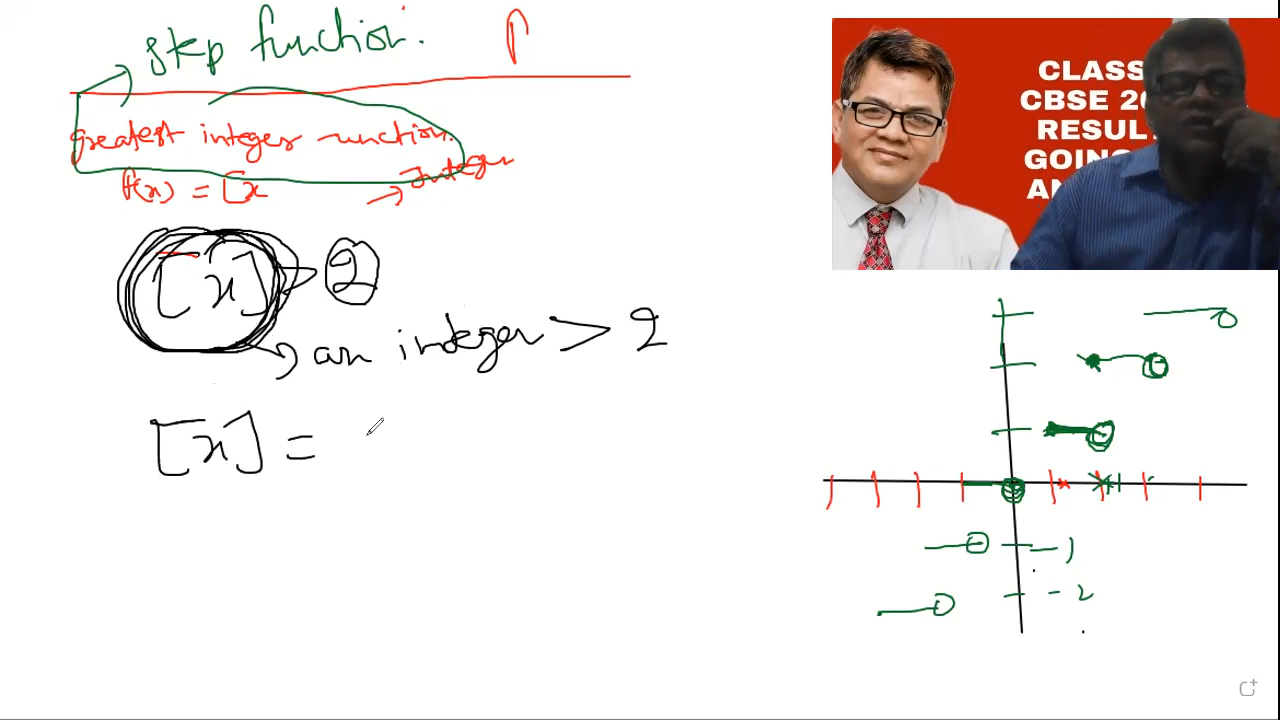 step function.
greatest integer function.
f(x) = [x → Integer
[x] > 2
→ an integer > 2
[x] =
CLASS
CBSE 20
RESUL
GOING
AN
-1
-2